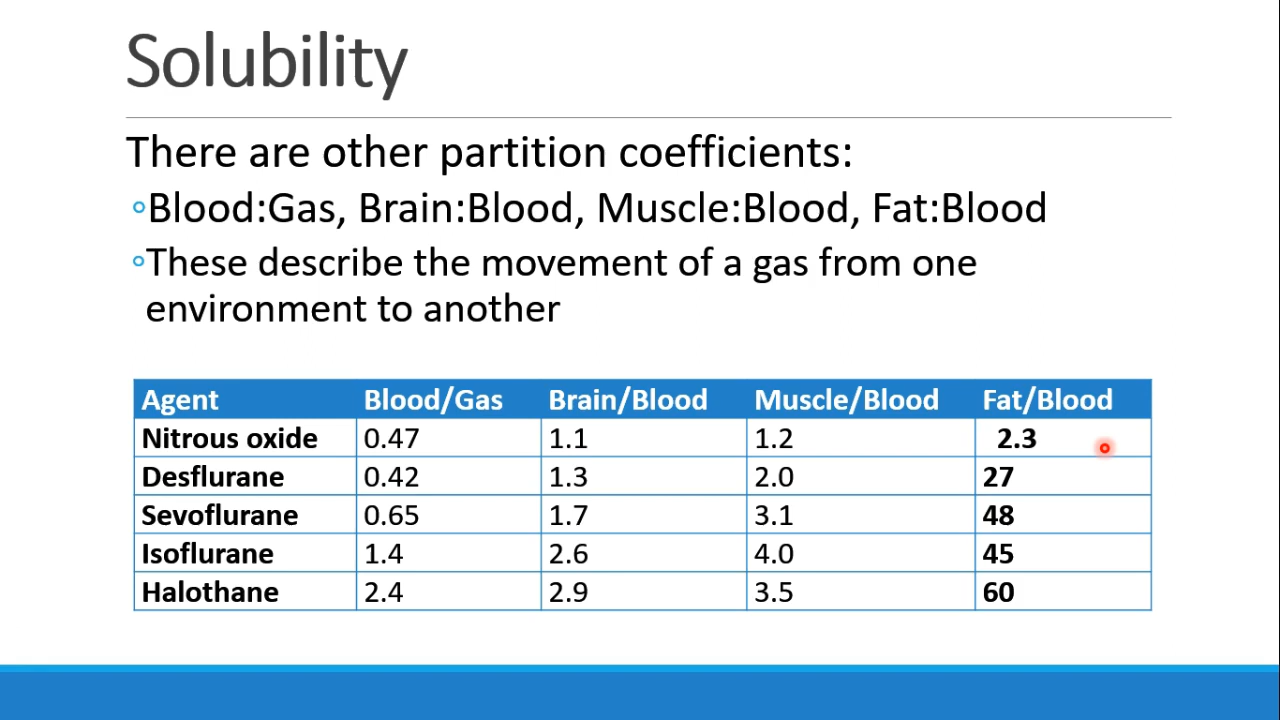 Solubility
There are other partition coefficients:
◦Blood:Gas, Brain:Blood, Muscle:Blood, Fat:Blood
◦These describe the movement of a gas from one
environment to another
Agent Blood/Gas Brain/Blood Muscle/Blood Fat/Blood
Nitrous oxide 0.47 1.1 1.2 2.3
Desflurane 0.42 1.3 2.0 27
Sevoflurane 0.65 1.7 3.1 48
Isoflurane 1.4 2.6 4.0 45
Halothane 2.4 2.9 3.5 60